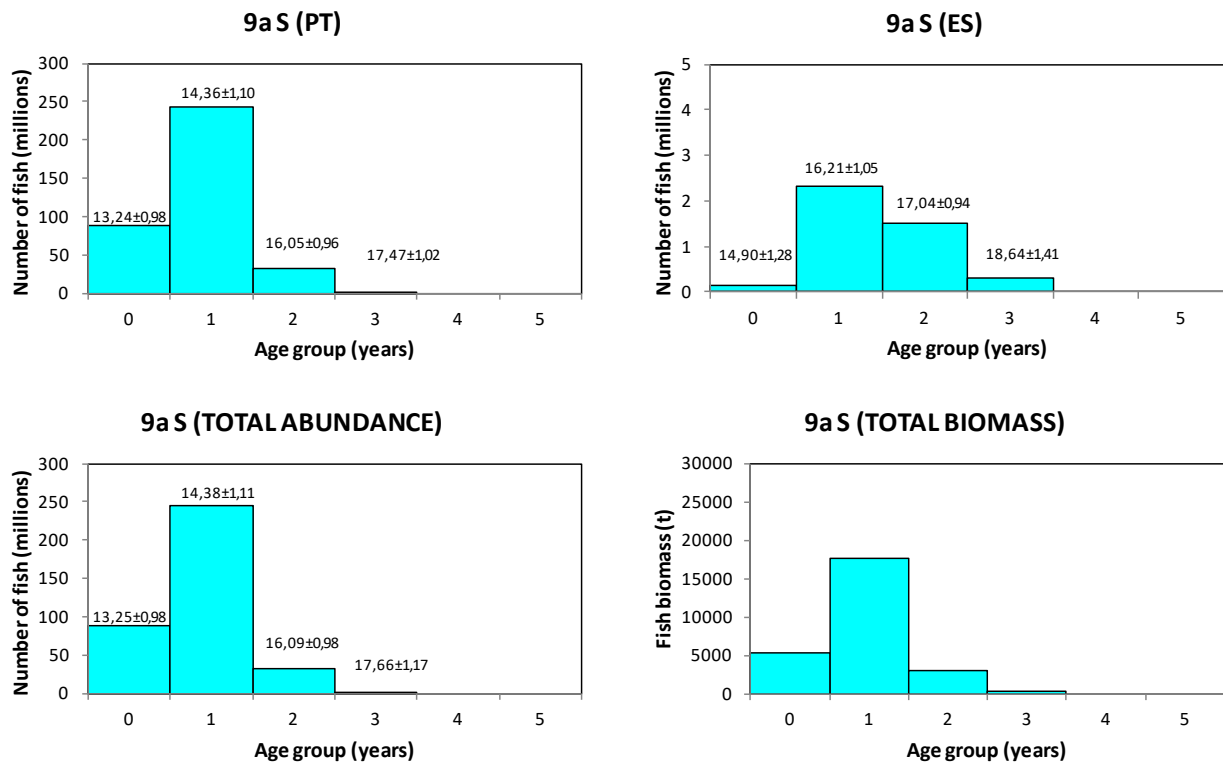 9a S (PT)
Number of fish (millions)
300
250
200
150
100
50
0
13,24±0,98
14,36±1,10
16,05±0,96
17,47±1,02
0 1 2 3 4 5
Age group (years)
9a S (ES)
Number of fish (millions)
5
4
3
2
1
0
14,90±1,28
16,21±1,05
17,04±0,94
18,64±1,41
0 1 2 3 4 5
Age group (years)
9a S (TOTAL ABUNDANCE)
Number of fish (millions)
300
250
200
150
100
50
0
13,25±0,98
14,38±1,11
16,09±0,98
17,66±1,17
0 1 2 3 4 5
Age group (years)
9a S (TOTAL BIOMASS)
Fish biomass (t)
30000
25000
20000
15000
10000
5000
0
0 1 2 3 4 5
Age group (years)